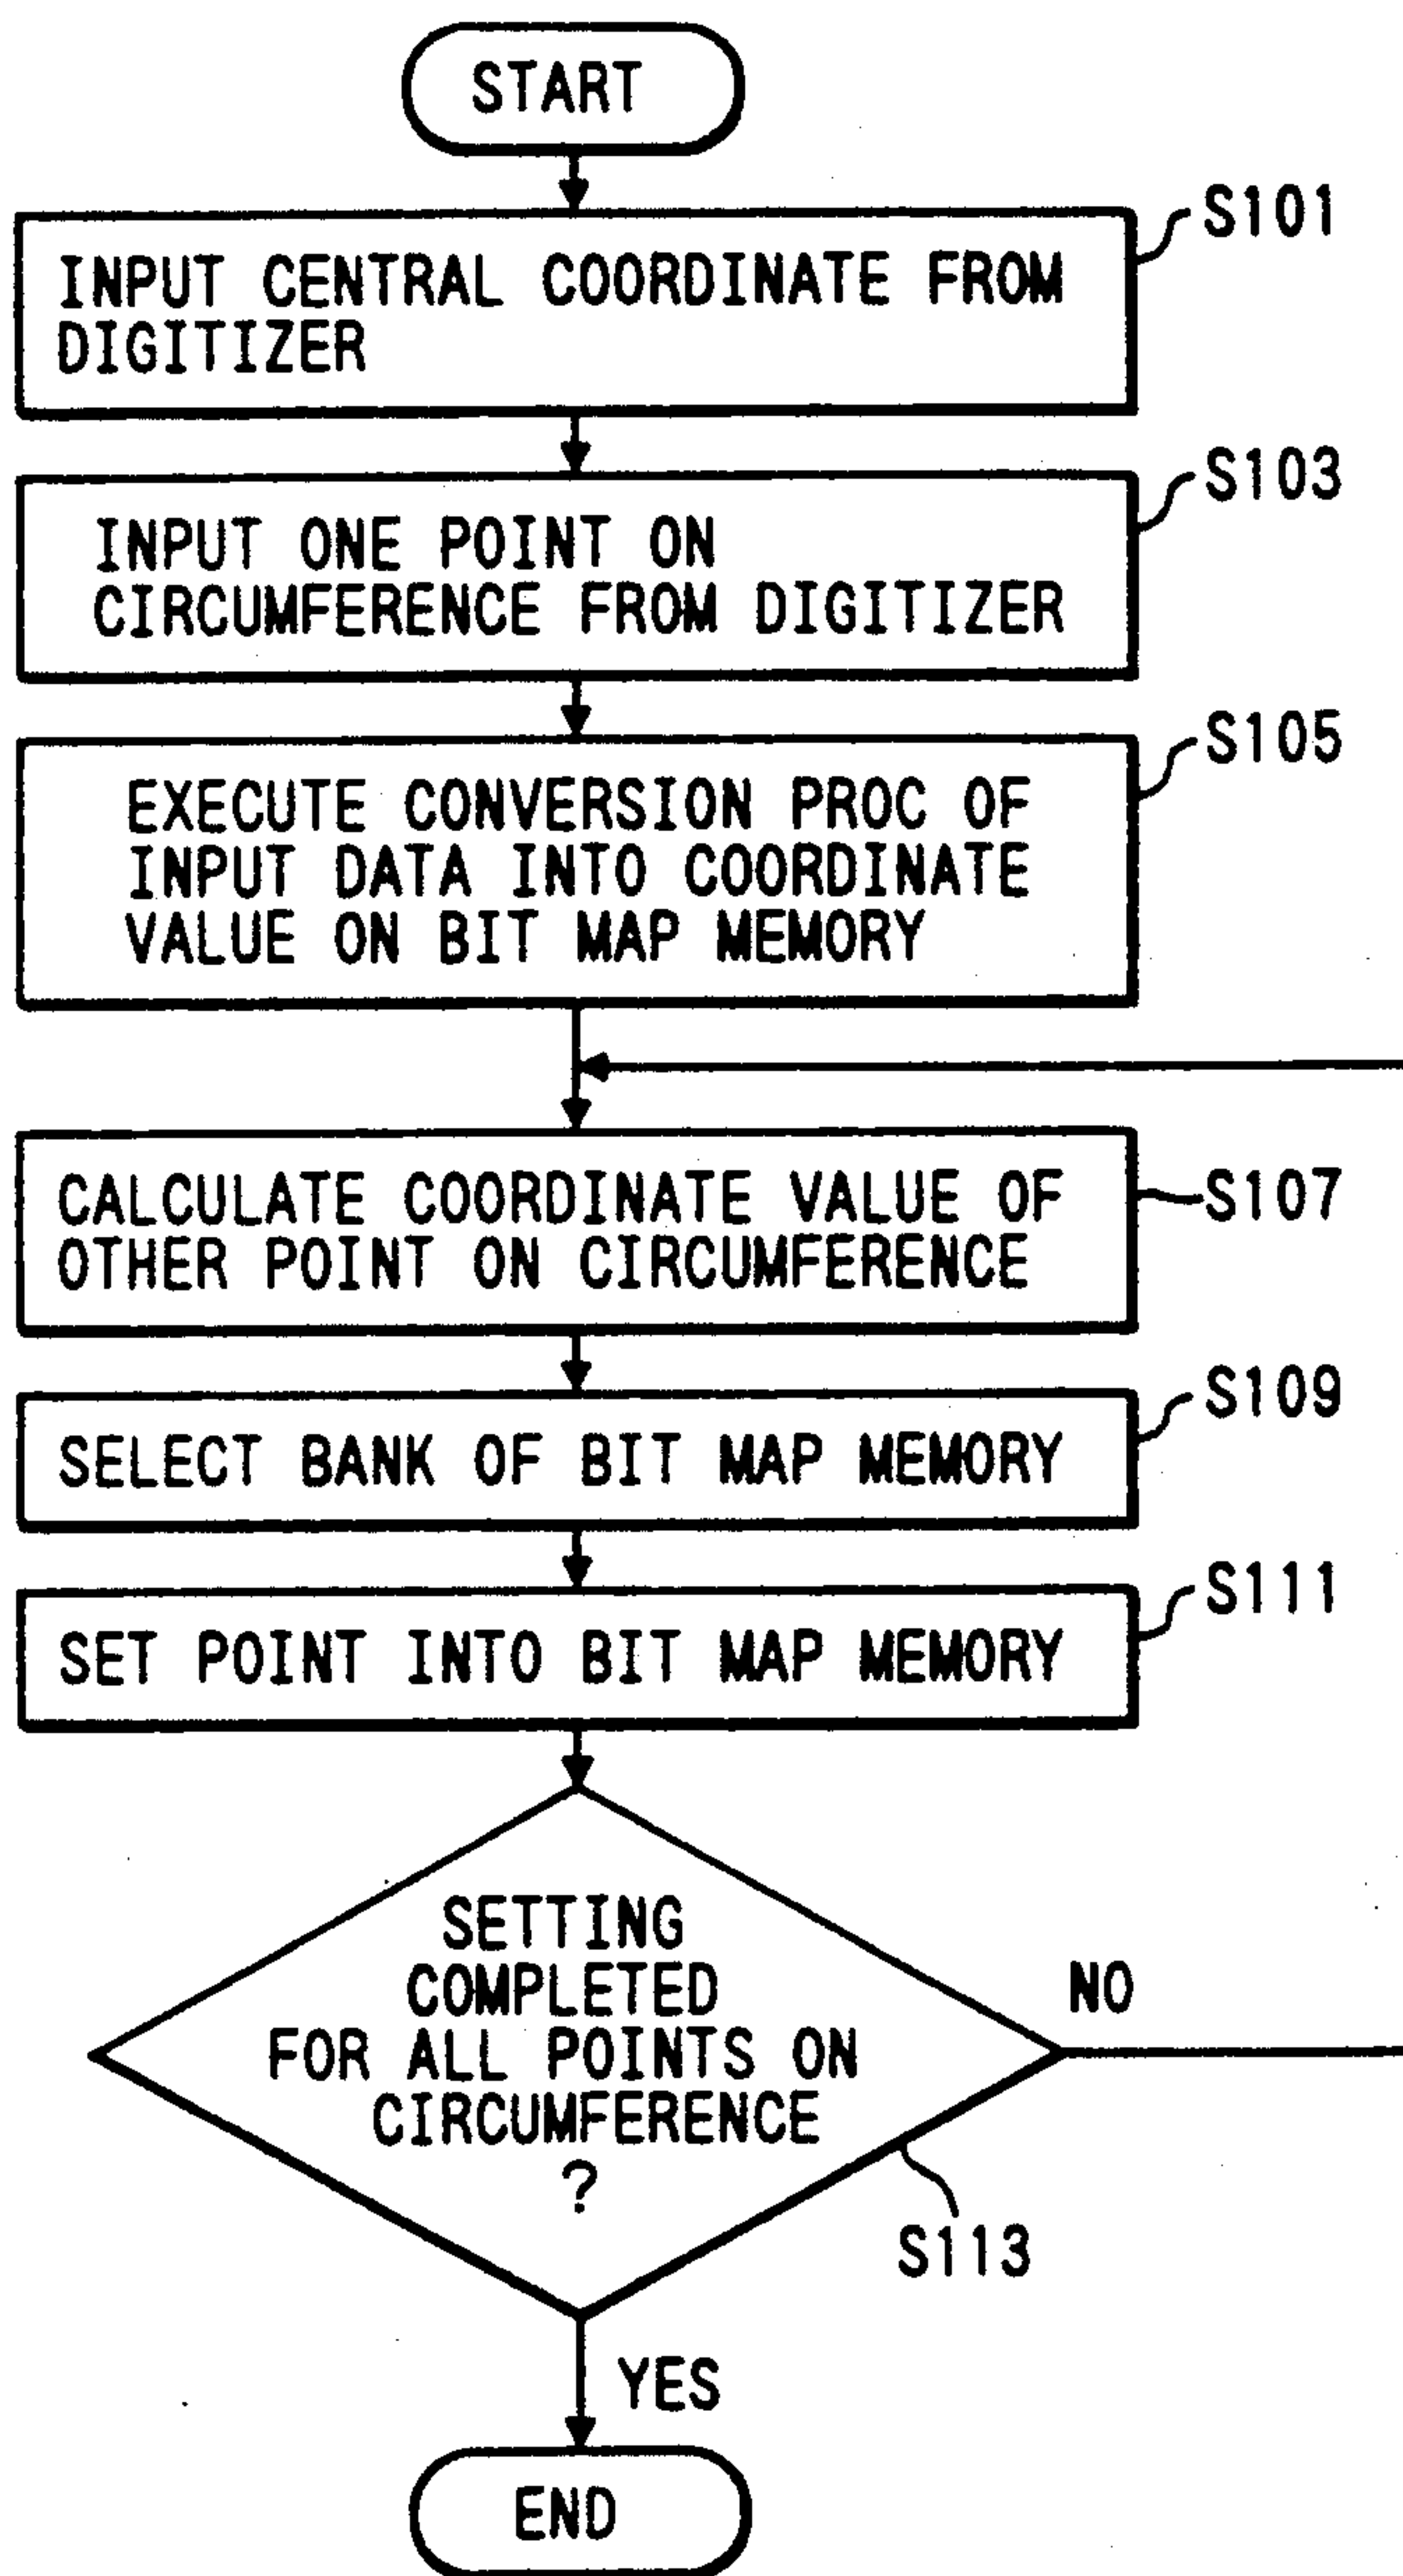 START
S101
INPUT CENTRAL COORDINATE FROM
DIGITIZER
S103
INPUT ONE POINT ON
CIRCUMFERENCE FROM DIGITIZER
S105
EXECUTE CONVERSION PROC OF
INPUT DATA INTO COORDINATE
VALUE ON BIT MAP MEMORY
CALCULATE COORDINATE VALUE OF
OTHER POINT ON CIRCUMFERENCE
S107
S109
SELECT BANK OF BIT MAP MEMORY
S111
SET POINT INTO BIT MAP MEMORY
SETTING
COMPLETED
FOR ALL POINTS ON
CIRCUMFERENCE
?
NO
S113
YES
END